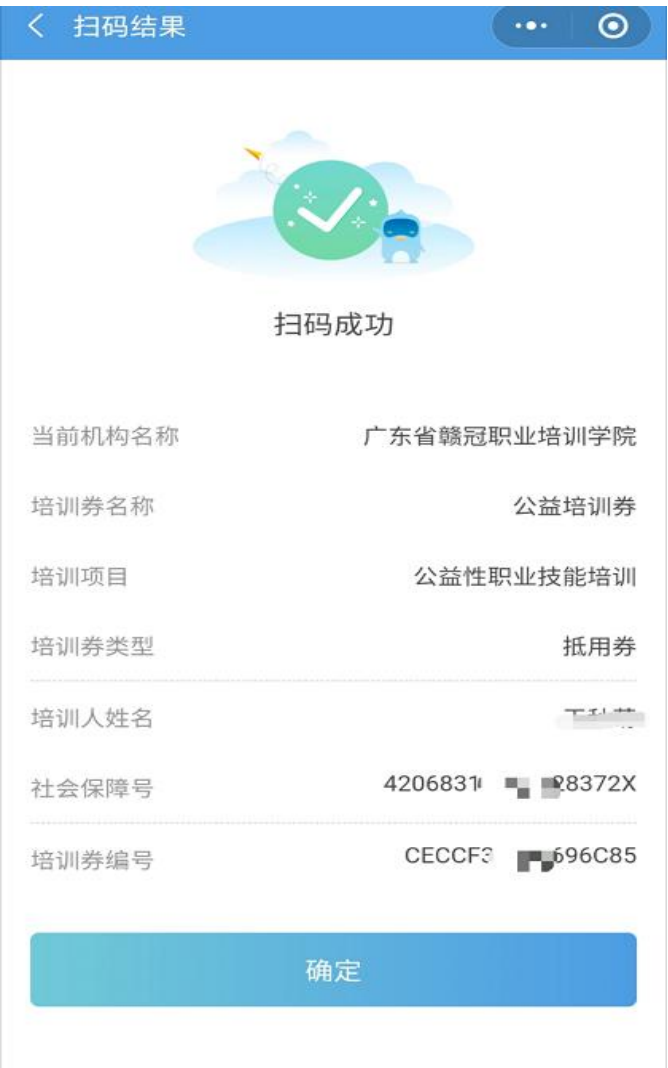 扫码结果
扫码成功
当前机构名称 广东省赣冠职业培训学院
培训券名称 公益培训券
培训项目 公益性职业技能培训
培训券类型 抵用券
培训人姓名
社会保障号 4206831 28372X
培训券编号 CECCF3 696C85
确定